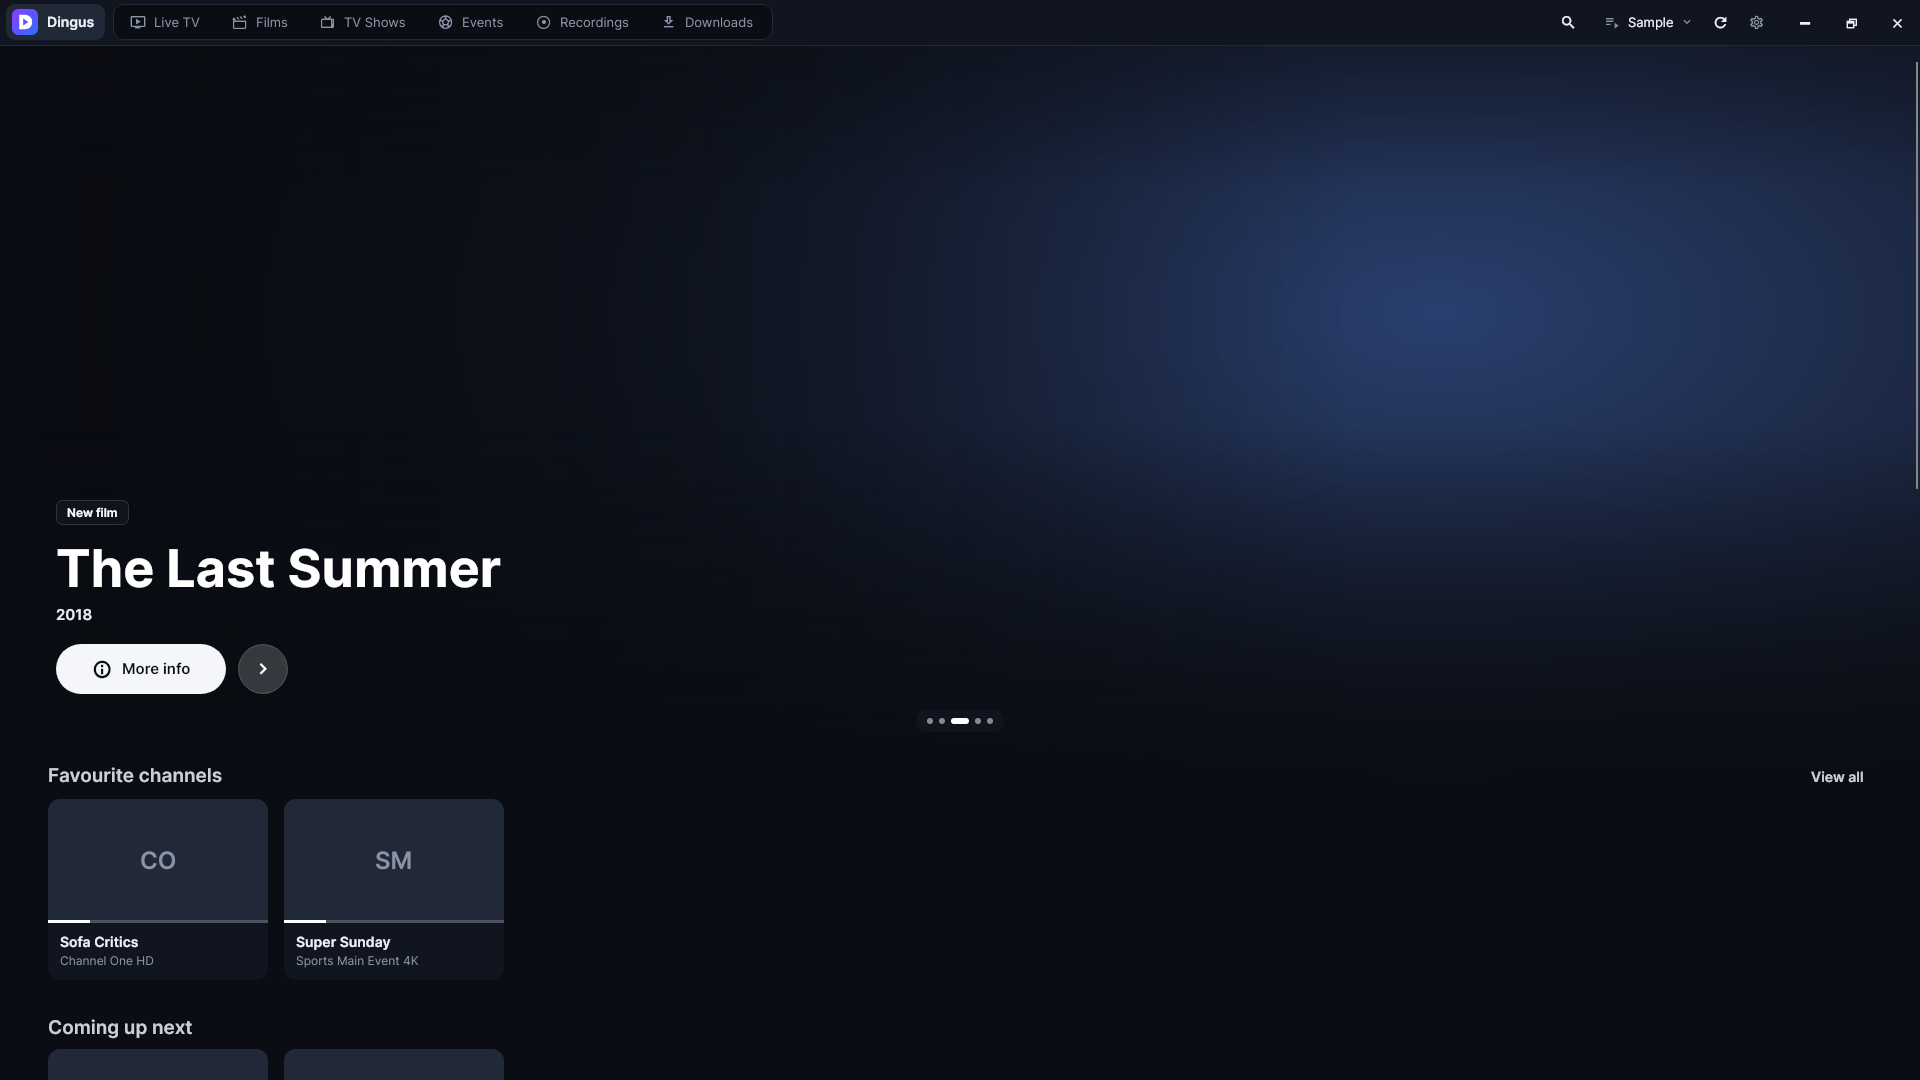 Dingus
Live TV
Films
TV Shows
Events
Recordings
Downloads
Sample
New film
The Last Summer
2018
More info
Favourite channels
View all
CO
SM
Sofa Critics
Channel One HD
Super Sunday
Sports Main Event 4K
Coming up next